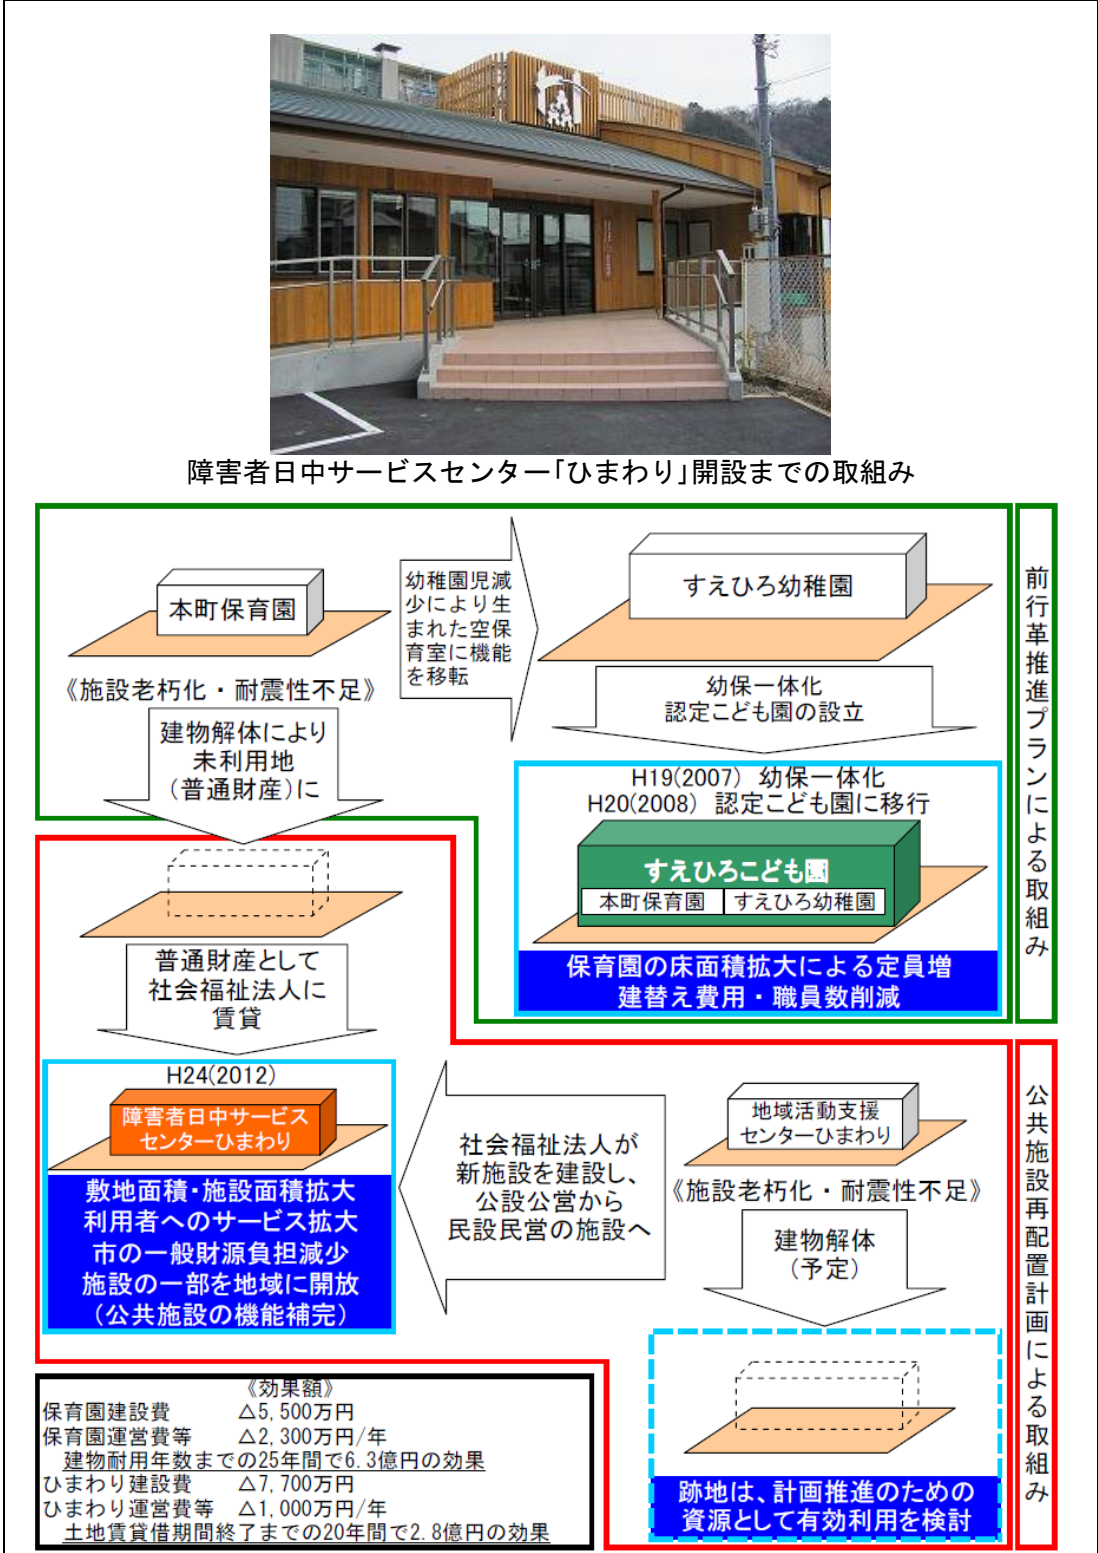 障害者日中サービスセンター｢ひまわり｣開設までの取組み
本町保育園
《施設老朽化・耐震性不足》
幼稚園児減
少により生
まれた空保
育室に機能
を移転
すえひろ幼稚園
幼保一体化
認定こども園の設立
建物解体により
未利用地
(普通財産)に
H19(2007) 幼保一体化
H20(2008) 認定こども園に移行
すえひろこども園
本町保育園
すえひろ幼稚園
保育園の床面積拡大による定員増
建替え費用・職員数削減
前行革推進プランによる取組み
普通財産として
社会福祉法人に
賃貸
H24(2012)
障害者日中サービス
センターひまわり
敷地面積・施設面積拡大
利用者へのサービス拡大
市の一般財源負担減少
施設の一部を地域に開放
(公共施設の機能補完)
社会福祉法人が
新施設を建設し、
公設公営から
民設民営の施設へ
地域活動支援
センターひまわり
《施設老朽化・耐震性不足》
建物解体
(予定)
跡地は、計画推進のための
資源として有効利用を検討
公共施設再配置計画による取組み
《効果額》
保育園建設費 △5,500万円
保育園運営費等 △2,300万円/年
建物耐用年数までの25年間で6.3億円の効果
ひまわり建設費 △7,700万円
ひまわり運営費等 △1,000万円/年
土地賃貸借期間終了までの20年間で2.8億円の効果